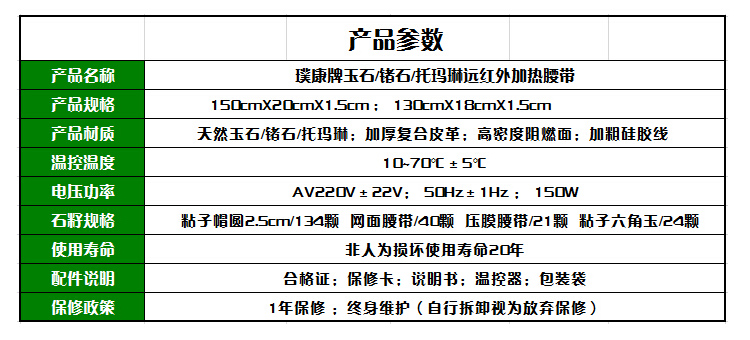 产品参数
产品名称 璞康牌玉石/锗石/托玛琳远红外加热腰带
产品规格 150cmX20cmX1.5cm； 130cmX18cmX1.5cm
产品材质 天然玉石/锗石/托玛琳；加厚复合皮革；高密度阻燃面；加粗硅胶线
温控温度 10~70℃±5℃
电压功率 AV220V±22V； 50Hz±1Hz； 150W
石籽规格 粘子帽圆2.5cm/134颗 网面腰带/40颗 压膜腰带/21颗 粘子六角玉/24颗
使用寿命 非人为损坏使用寿命20年
配件说明 合格证；保修卡；说明书；温控器；包装袋
保修政策 1年保修；终身维护（自行拆卸视为放弃保修）